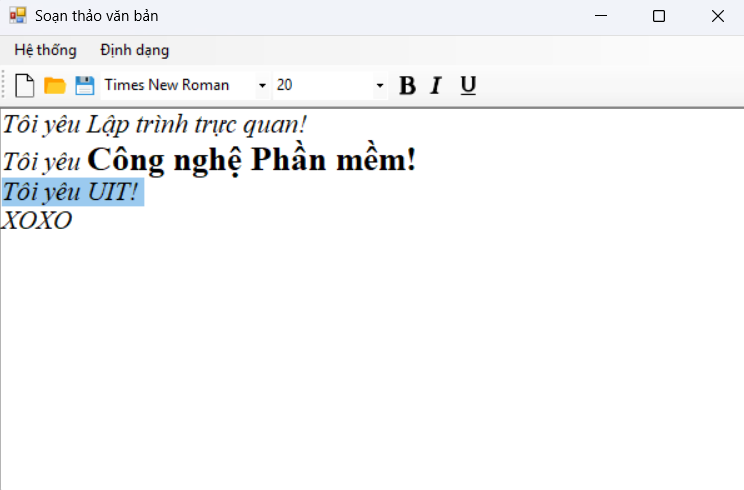 Soạn thảo văn bản
Hệ thống Định dạng
Times New Roman 20 B I U
Tôi yêu Lập trình trực quan!
Tôi yêu Công nghệ Phần mềm!
Tôi yêu UIT!
XOXO